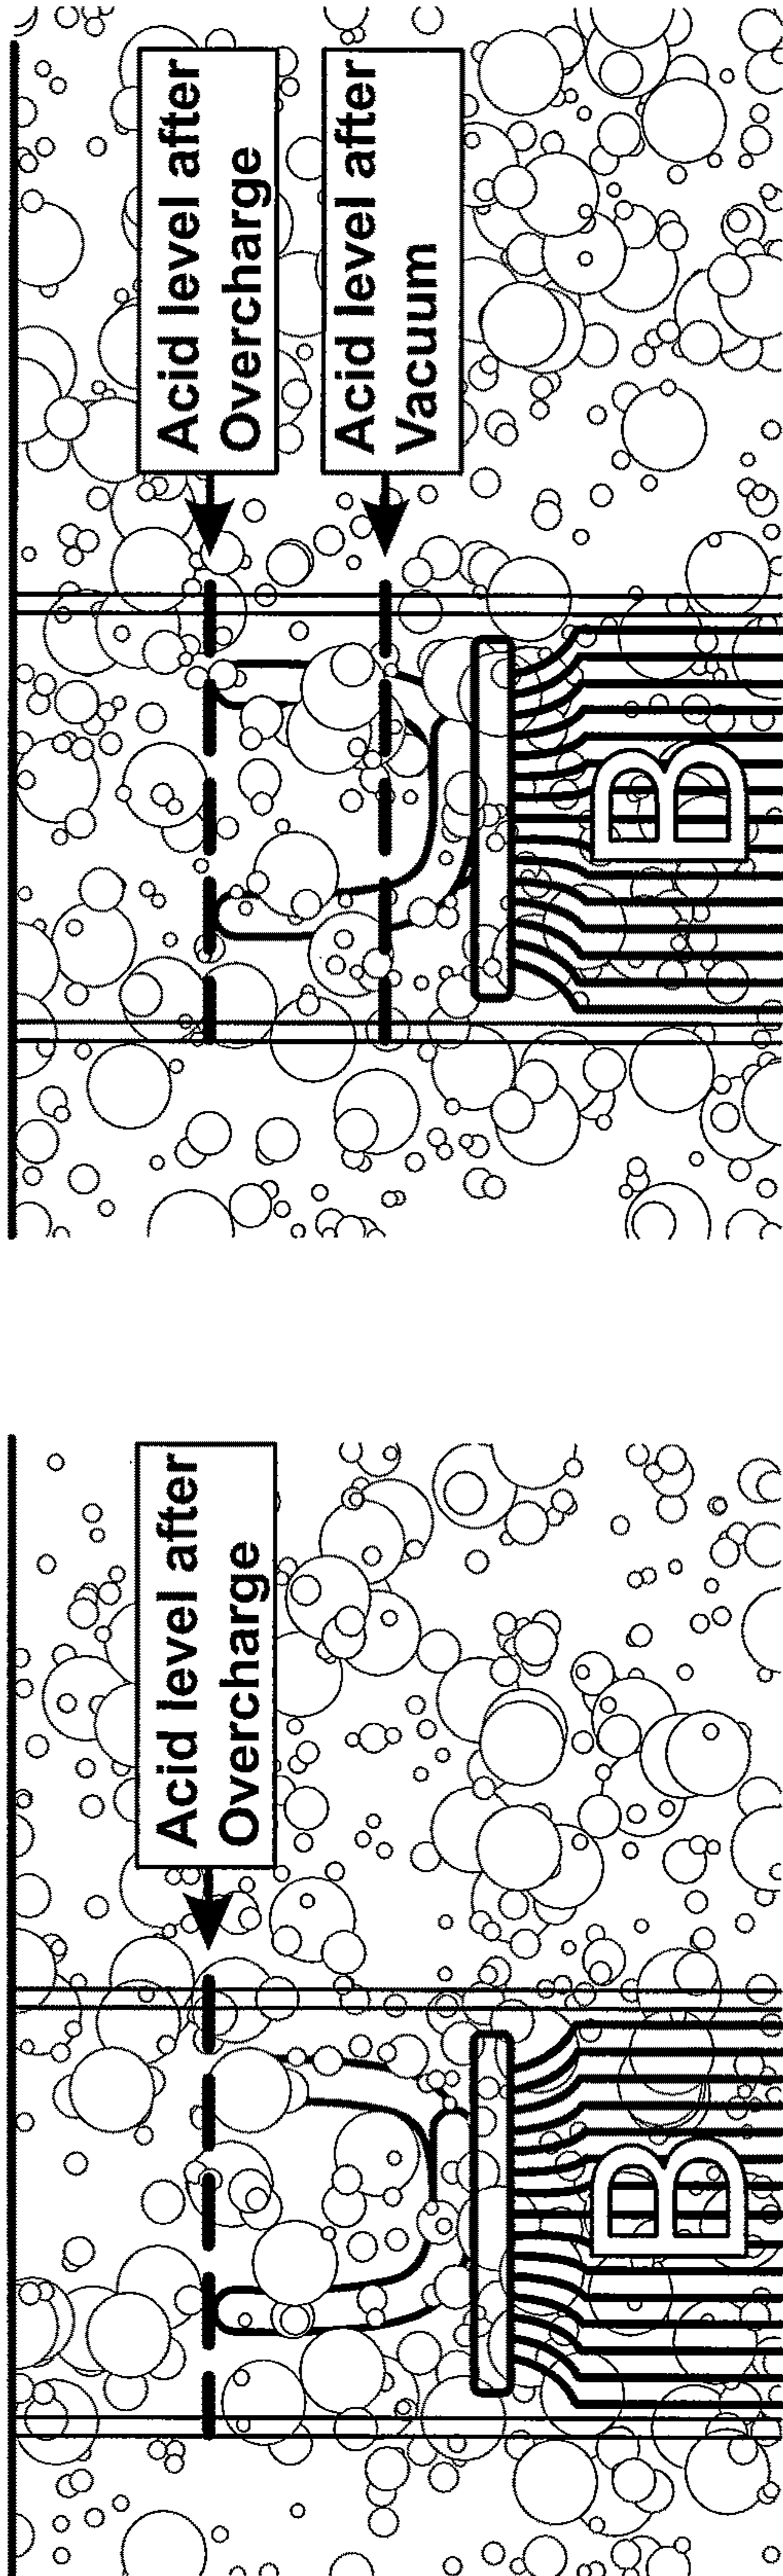 Acid level after
Overcharge
B
Acid level after
Overcharge
Acid level after
Vacuum
B